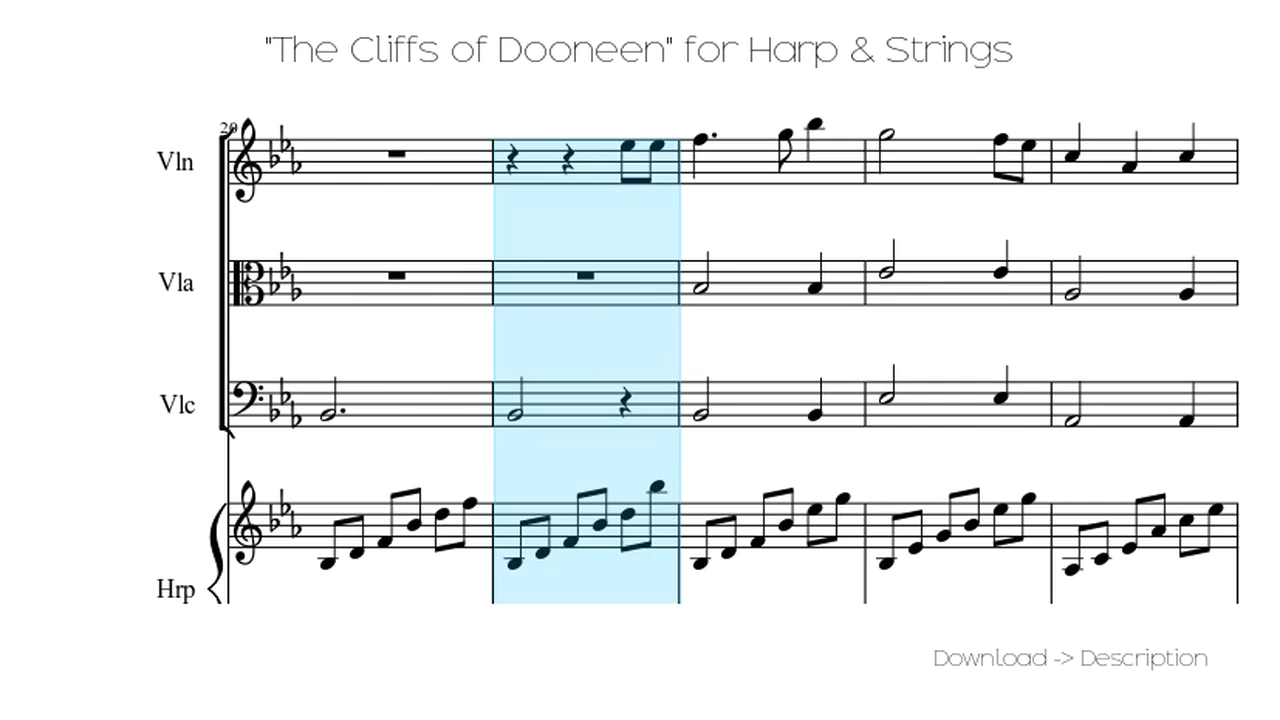 "The Cliffs of Dooneen" for Harp & Strings
20
Vln
Vla
Vlc
Hrp
Download -> Description